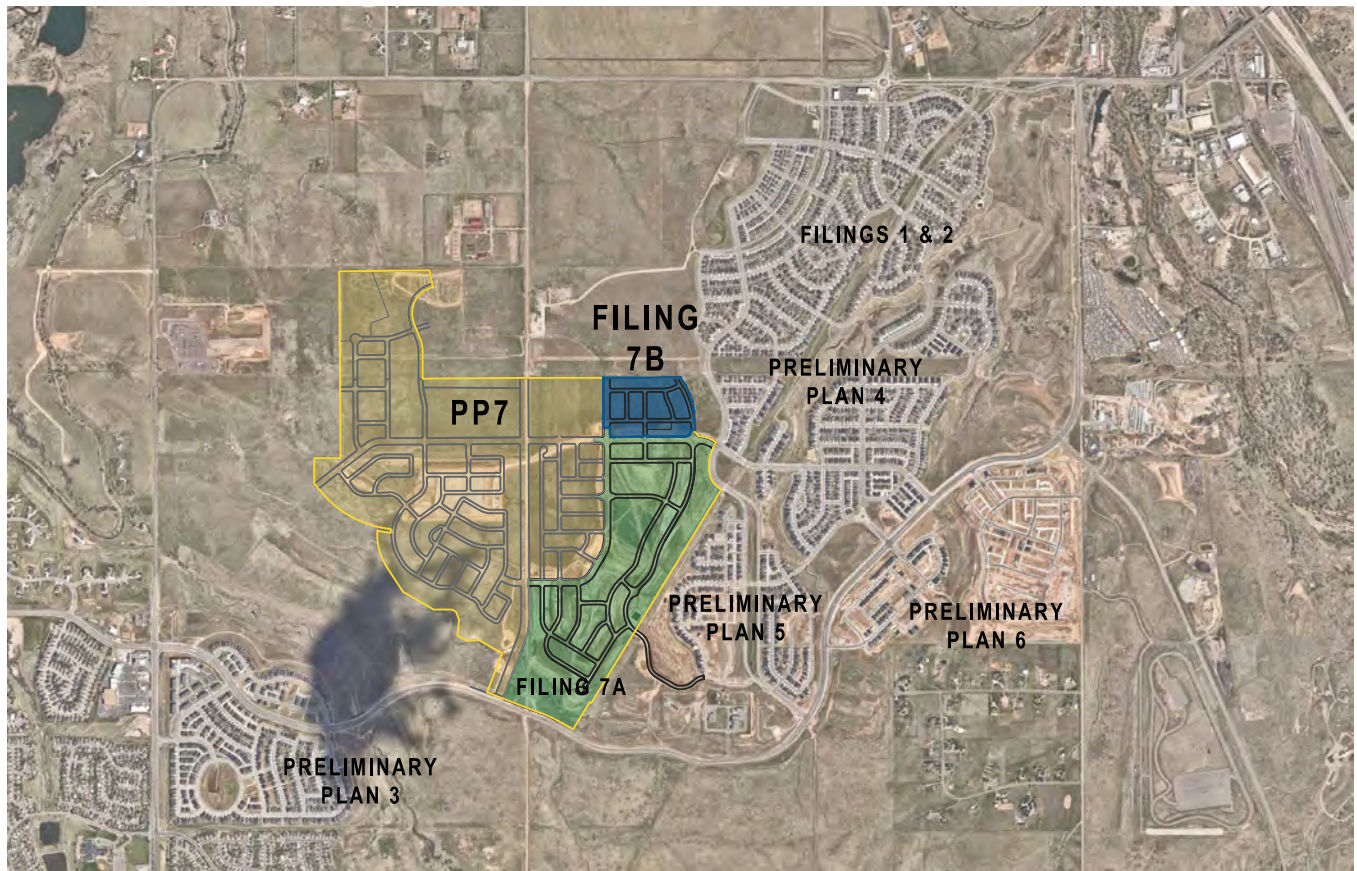 FILINGS 1 & 2
FILING
7B
PRELIMINARY
PLAN 4
PP7
PRELIMINARY
PLAN 5
PRELIMINARY
PLAN 6
FILING 7A
PRELIMINARY
PLAN 3